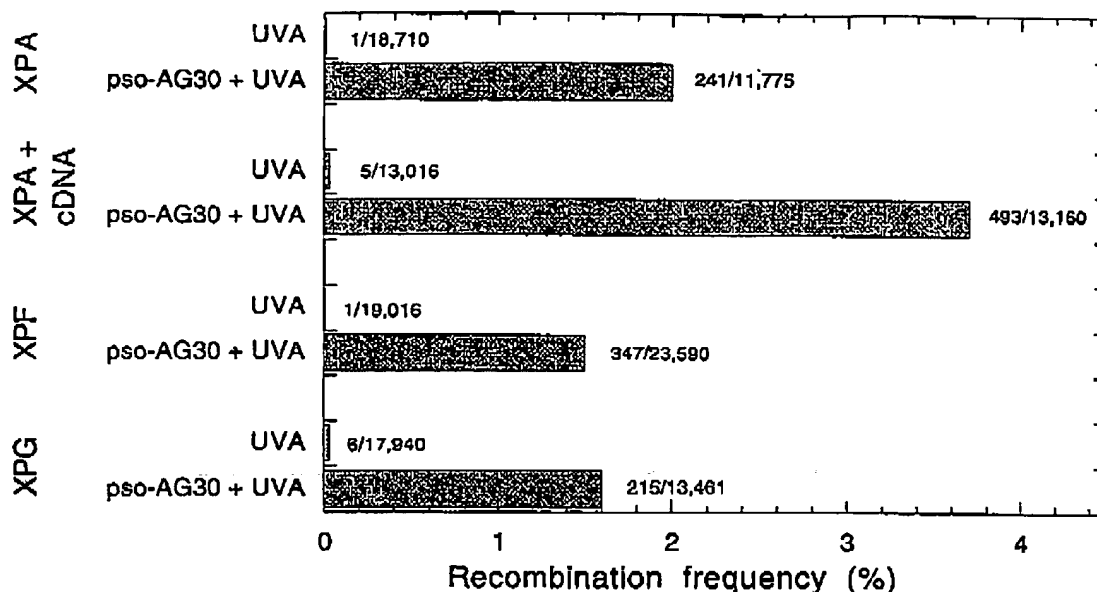 XPA
UVA
1/18,710
pso-AG30 + UVA
241/11,775
XPA +
cDNA
UVA
5/13,016
pso-AG30 + UVA
493/13,160
XPF
UVA
1/19,016
pso-AG30 + UVA
347/23,590
XPG
UVA
6/17,940
pso-AG30 + UVA
215/13,461
0 1 2 3 4
Recombination frequency (%)